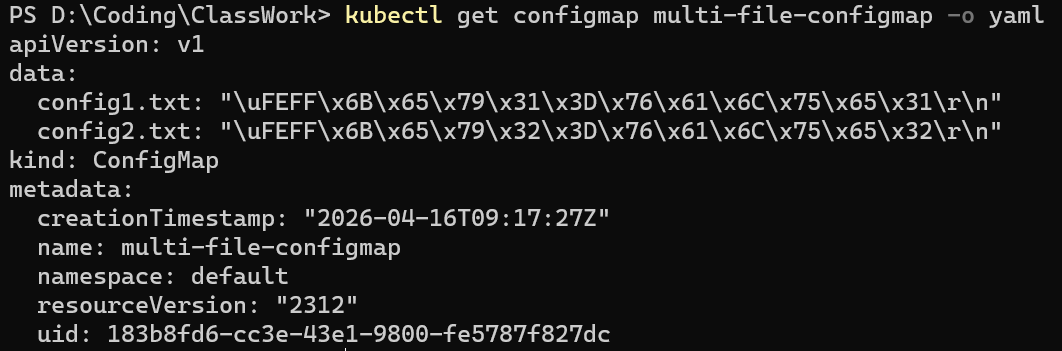 PS D:\Coding\ClassWork> kubectl get configmap multi-file-configmap -o yaml
apiVersion: v1
data:
  config1.txt: "\uFEFF\x6B\x65\x79\x31\x3D\x76\x61\x6C\x75\x65\x31\r\n"
  config2.txt: "\uFEFF\x6B\x65\x79\x32\x3D\x76\x61\x6C\x75\x65\x32\r\n"
kind: ConfigMap
metadata:
  creationTimestamp: "2026-04-16T09:17:27Z"
  name: multi-file-configmap
  namespace: default
  resourceVersion: "2312"
  uid: 183b8fd6-cc3e-43e1-9800-fe5787f827dc